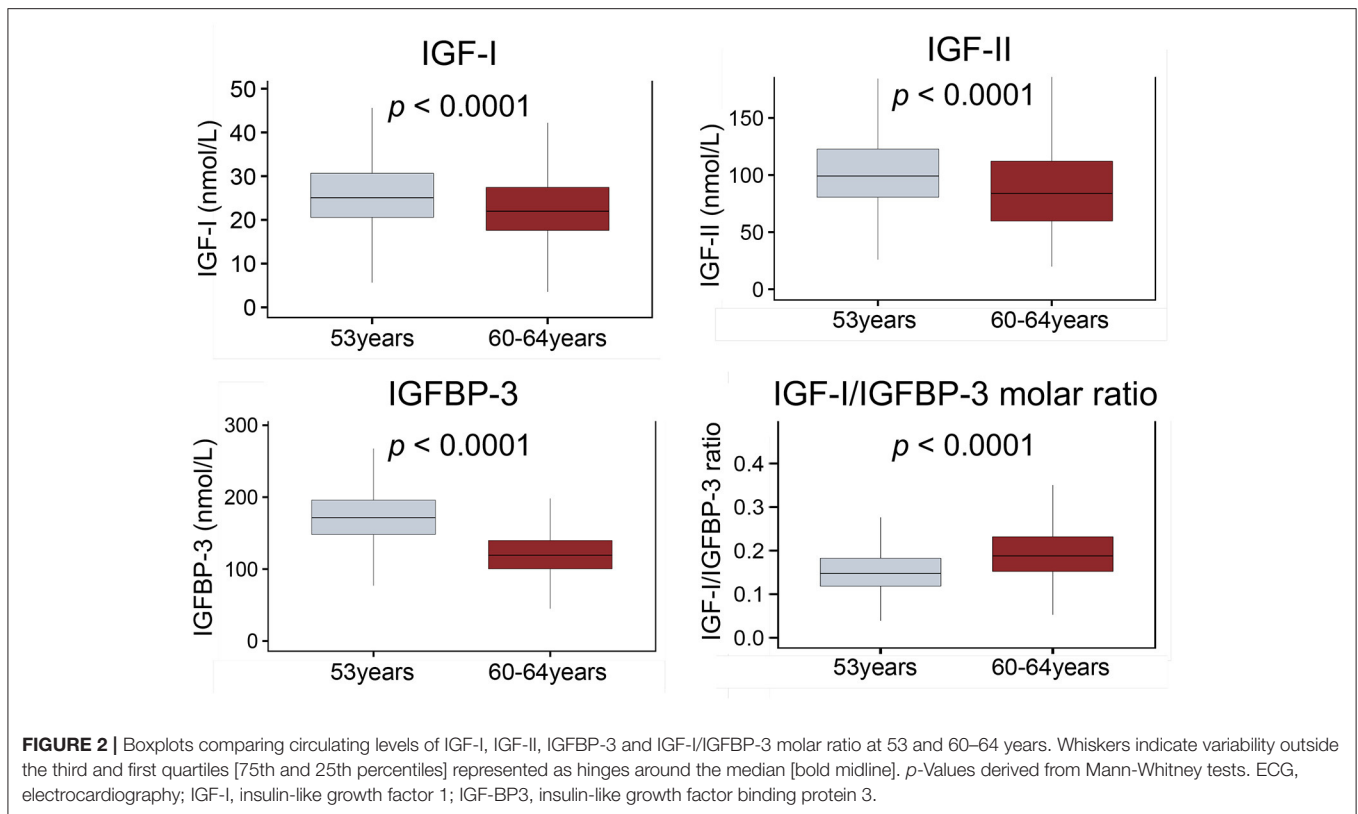 IGF-I
p < 0.0001
IGF-I (nmol/L)
50
40
30
20
10
0
53years
60-64years
IGF-II
p < 0.0001
IGF-II (nmol/L)
150
100
50
0
53years
60-64years
IGFBP-3
p < 0.0001
IGFBP-3 (nmol/L)
300
200
100
0
53years
60-64years
IGF-I/IGFBP-3 molar ratio
p < 0.0001
IGF-I/IGFBP-3 ratio
0.4
0.3
0.2
0.1
0.0
53years
60-64years
FIGURE 2 | Boxplots comparing circulating levels of IGF-I, IGF-II, IGFBP-3 and IGF-I/IGFBP-3 molar ratio at 53 and 60–64 years. Whiskers indicate variability outside
the third and first quartiles [75th and 25th percentiles] represented as hinges around the median [bold midline]. p-Values derived from Mann-Whitney tests. ECG,
electrocardiography; IGF-I, insulin-like growth factor 1; IGF-BP3, insulin-like growth factor binding protein 3.